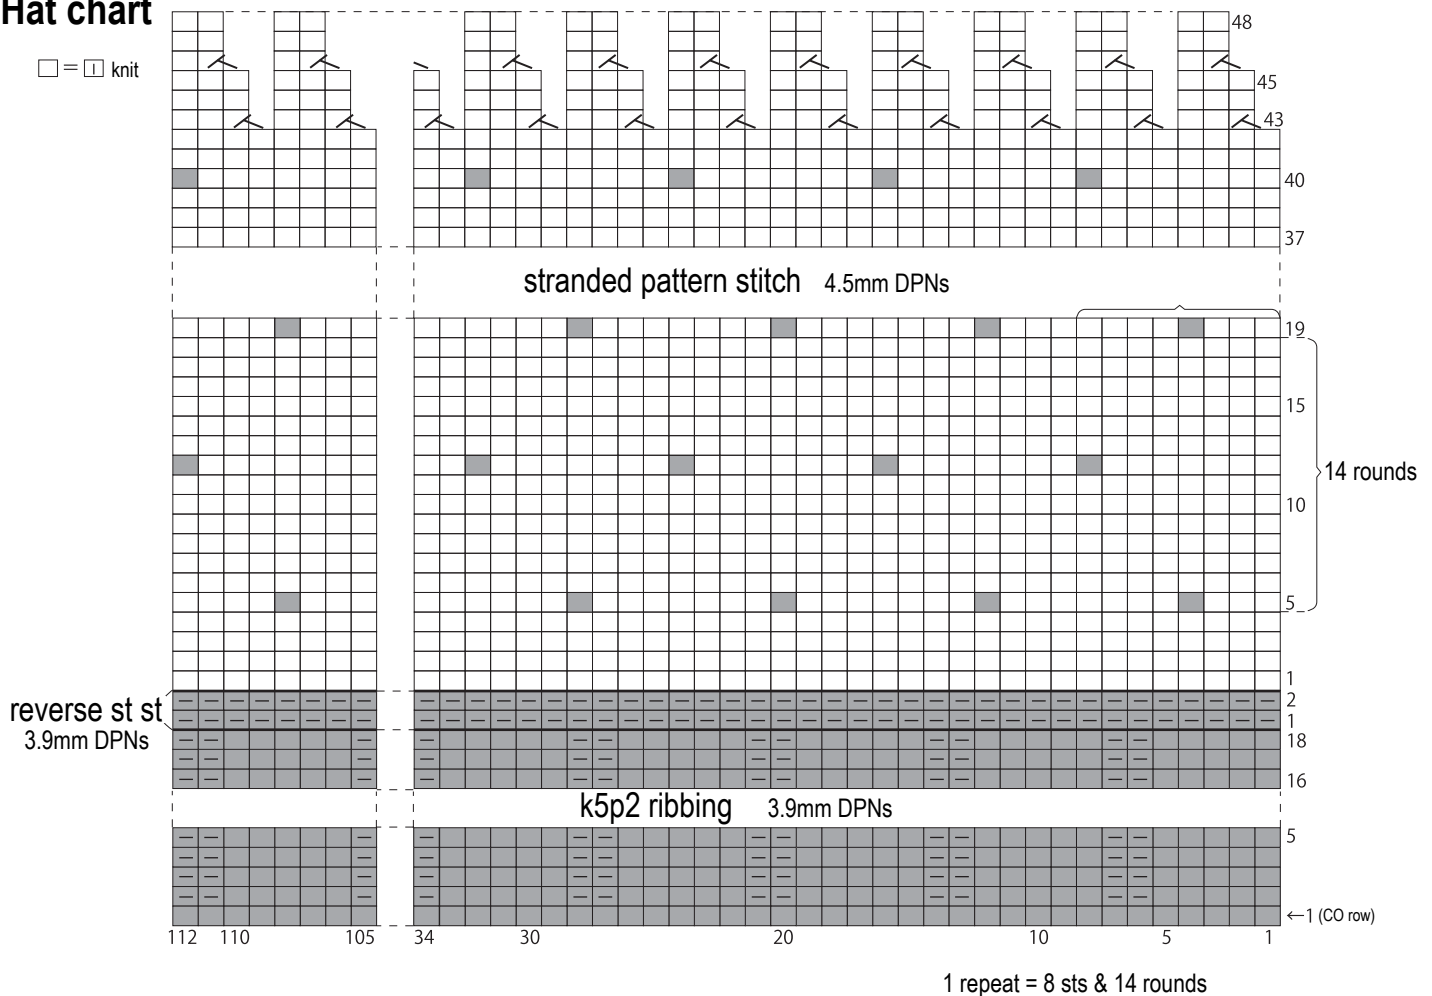 Hat chart
□ = ▯ knit
48
45
43
40
37
stranded pattern stitch 4.5mm DPNs
19
15
14 rounds
10
5
1
2
reverse st st
1
3.9mm DPNs
18
16
k5p2 ribbing 3.9mm DPNs
5
←1 (CO row)
112 110 105 34 30 20 10 5 1
1 repeat = 8 sts & 14 rounds